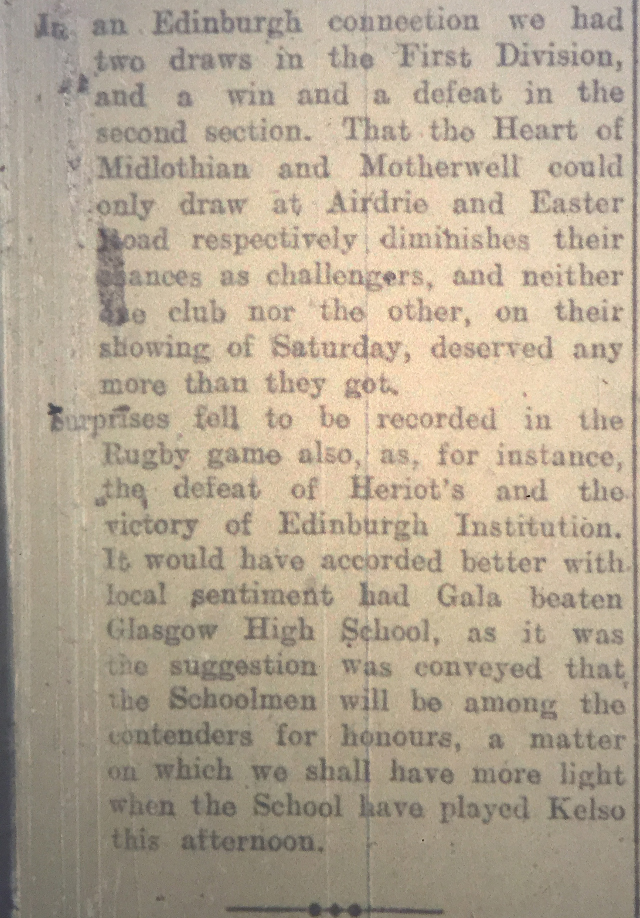 In an Edinburgh connection we had
two draws in the First Division,
and a win and a defeat in the
second section. That the Heart of
Midlothian and Motherwell could
only draw at Airdrie and Easter
Road respectively diminishes their
chances as challengers, and neither
one club nor the other, on their
showing of Saturday, deserved any
more than they got.
Surprises fell to be recorded in the
Rugby game also, as, for instance,
the defeat of Heriot's and the
victory of Edinburgh Institution.
It would have accorded better with
local sentiment had Gala beaten
Glasgow High School, as it was
the suggestion was conveyed that
the Schoolmen will be among the
contenders for honours, a matter
on which we shall have more light
when the School have played Kelso
this afternoon.